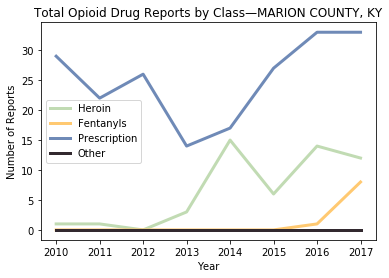 Total Opioid Drug Reports by Class—MARION COUNTY, KY
Number of Reports
30
25
20
15
10
5
0
Heroin
Fentanyls
Prescription
Other
2010 2011 2012 2013 2014 2015 2016 2017
Year